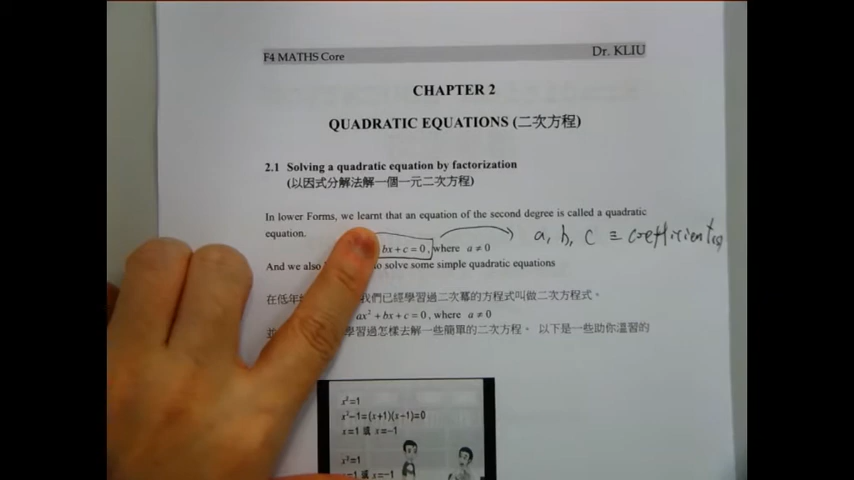 F4 MATHS Core
Dr. KLIU
CHAPTER 2
QUADRATIC EQUATIONS (二次方程)
2.1 Solving a quadratic equation by factorization
(以因式分解法解一個一元二次方程)
In lower Forms, we learnt that an equation of the second degree is called a quadratic
equation.
bx + c = 0, where a ≠ 0
a, b, c ≡ coefficients
And we also to solve some simple quadratic equations
在低年 我們已經學習過二次冪的方程式叫做二次方程式。
ax² + bx + c = 0, where a ≠ 0
學習過怎樣去解一些簡單的二次方程。 以下是一些助你溫習的
x²=1
x²-1=(x+1)(x-1)=0
x=1 或 x=-1
x²=1
=1 或 x=-1